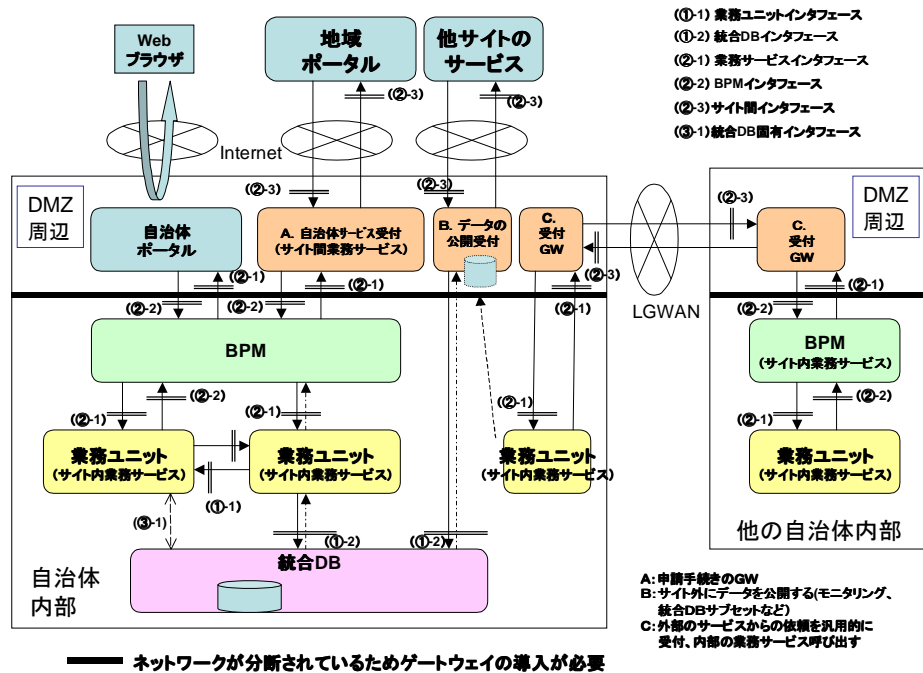 Web
ブラウザ
地域
ポータル
他サイトの
サービス
(①-1) 業務ユニットインタフェース
(①-2) 統合DBインタフェース
(②-1) 業務サービスインタフェース
(②-2) BPMインタフェース
(②-3)サイト間インタフェース
(③-1)統合DB固有インタフェース
(②-3)
(②-3)
Internet
(②-3)
(②-3)
(②-3)
DMZ
周辺
自治体
ポータル
A. 自治体サービス受付
(サイト間業務サービス)
B. データの
公開受付
C.
受付
GW
C.
受付
GW
DMZ
周辺
(②-3)
LGWAN
(②-2)
(②-1)
(②-2)
(②-1)
(②-1)
(②-2)
(②-1)
BPM
BPM
(サイト内業務サービス)
(②-1)
(②-2)
(②-1)
(②-1)
(②-1)
(②-2)
業務ユニット
(サイト内業務サービス)
業務ユニット
(サイト内業務サービス)
業務ユニット
(サイト内業務サービス)
業務ユニット
(サイト内業務サービス)
(①-1)
(③-1)
(①-2)
(①-2)
他の自治体内部
統合DB
自治体
内部
A:申請手続きのGW
B:サイト外にデータを公開する(モニタリング、
統合DBサブセットなど)
C:外部のサービスからの依頼を汎用的に
受付、内部の業務サービス呼び出す
ネットワークが分断されているためゲートウェイの導入が必要